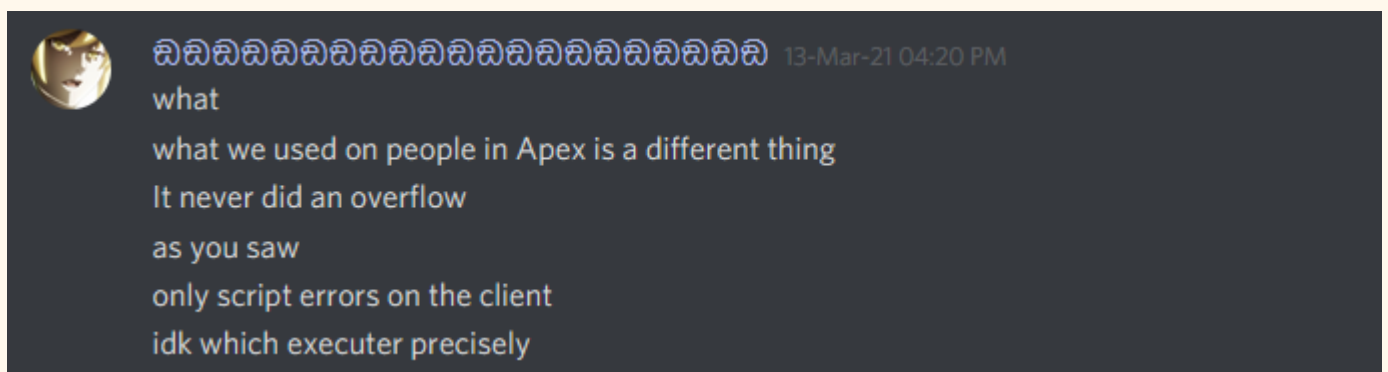 ඞඞඞඞඞඞඞඞඞඞඞඞඞඞඞඞඞඞඞඞඞ 13-Mar-21 04:20 PM
what
what we used on people in Apex is a different thing
It never did an overflow
as you saw
only script errors on the client
idk which executer precisely